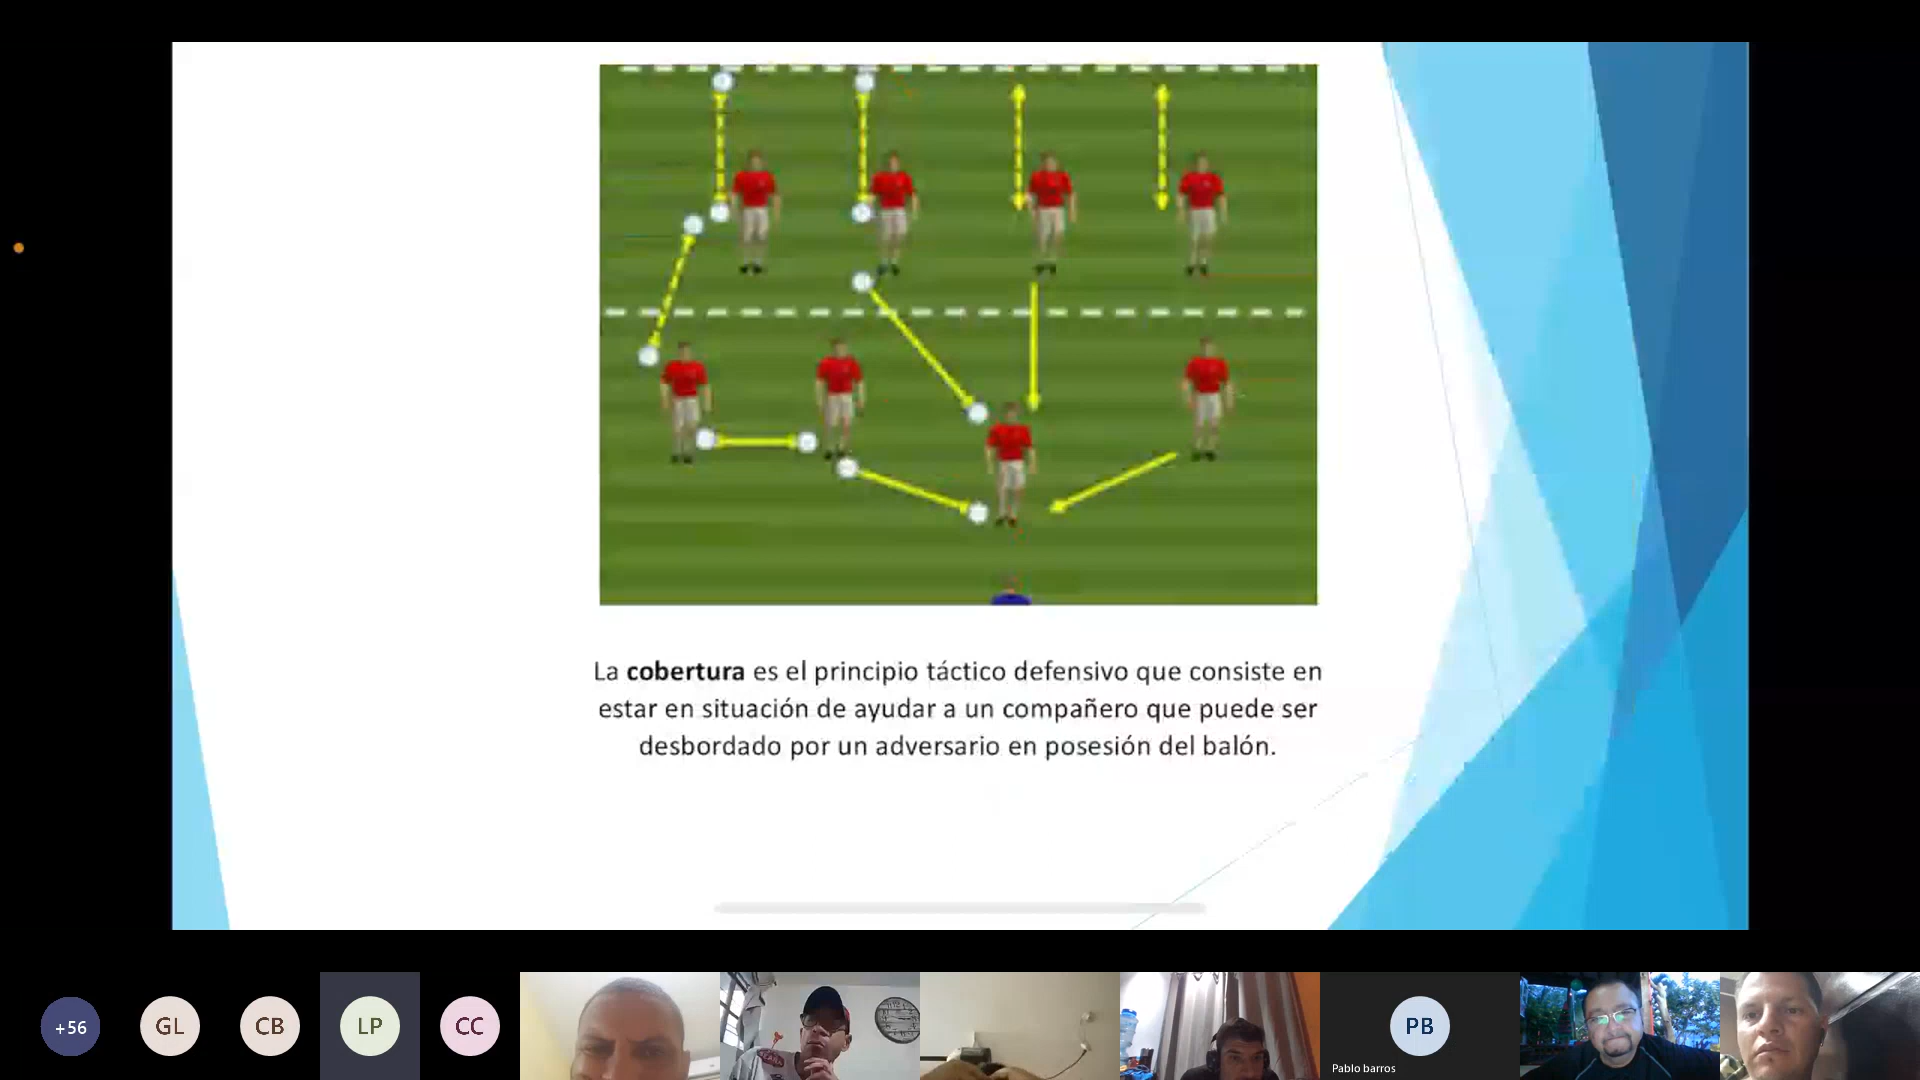 La cobertura es el principio táctico defensivo que consiste en
estar en situación de ayudar a un compañero que puede ser
desbordado por un adversario en posesión del balón.
+56
GL
CB
LP
CC
PB
Pablo barros